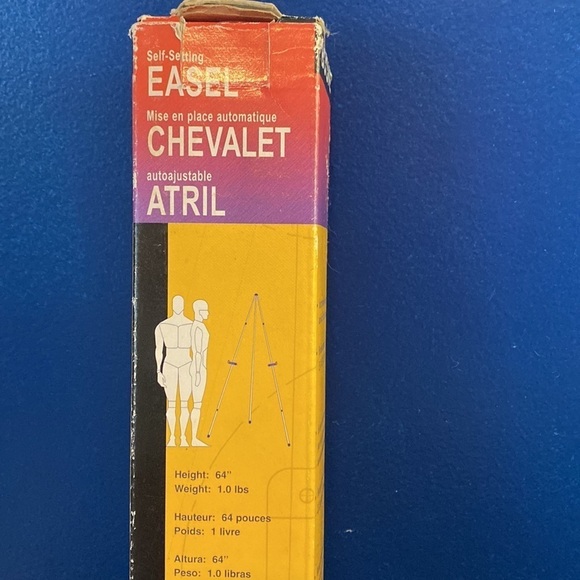 Self-Setting
EASEL
Mise en place automatique
CHEVALET
autoajustable
ATRIL
Height: 64"
Weight: 1.0 lbs
Hauteur: 64 pouces
Poids: 1 livre
Altura: 64"
Peso: 1.0 libras